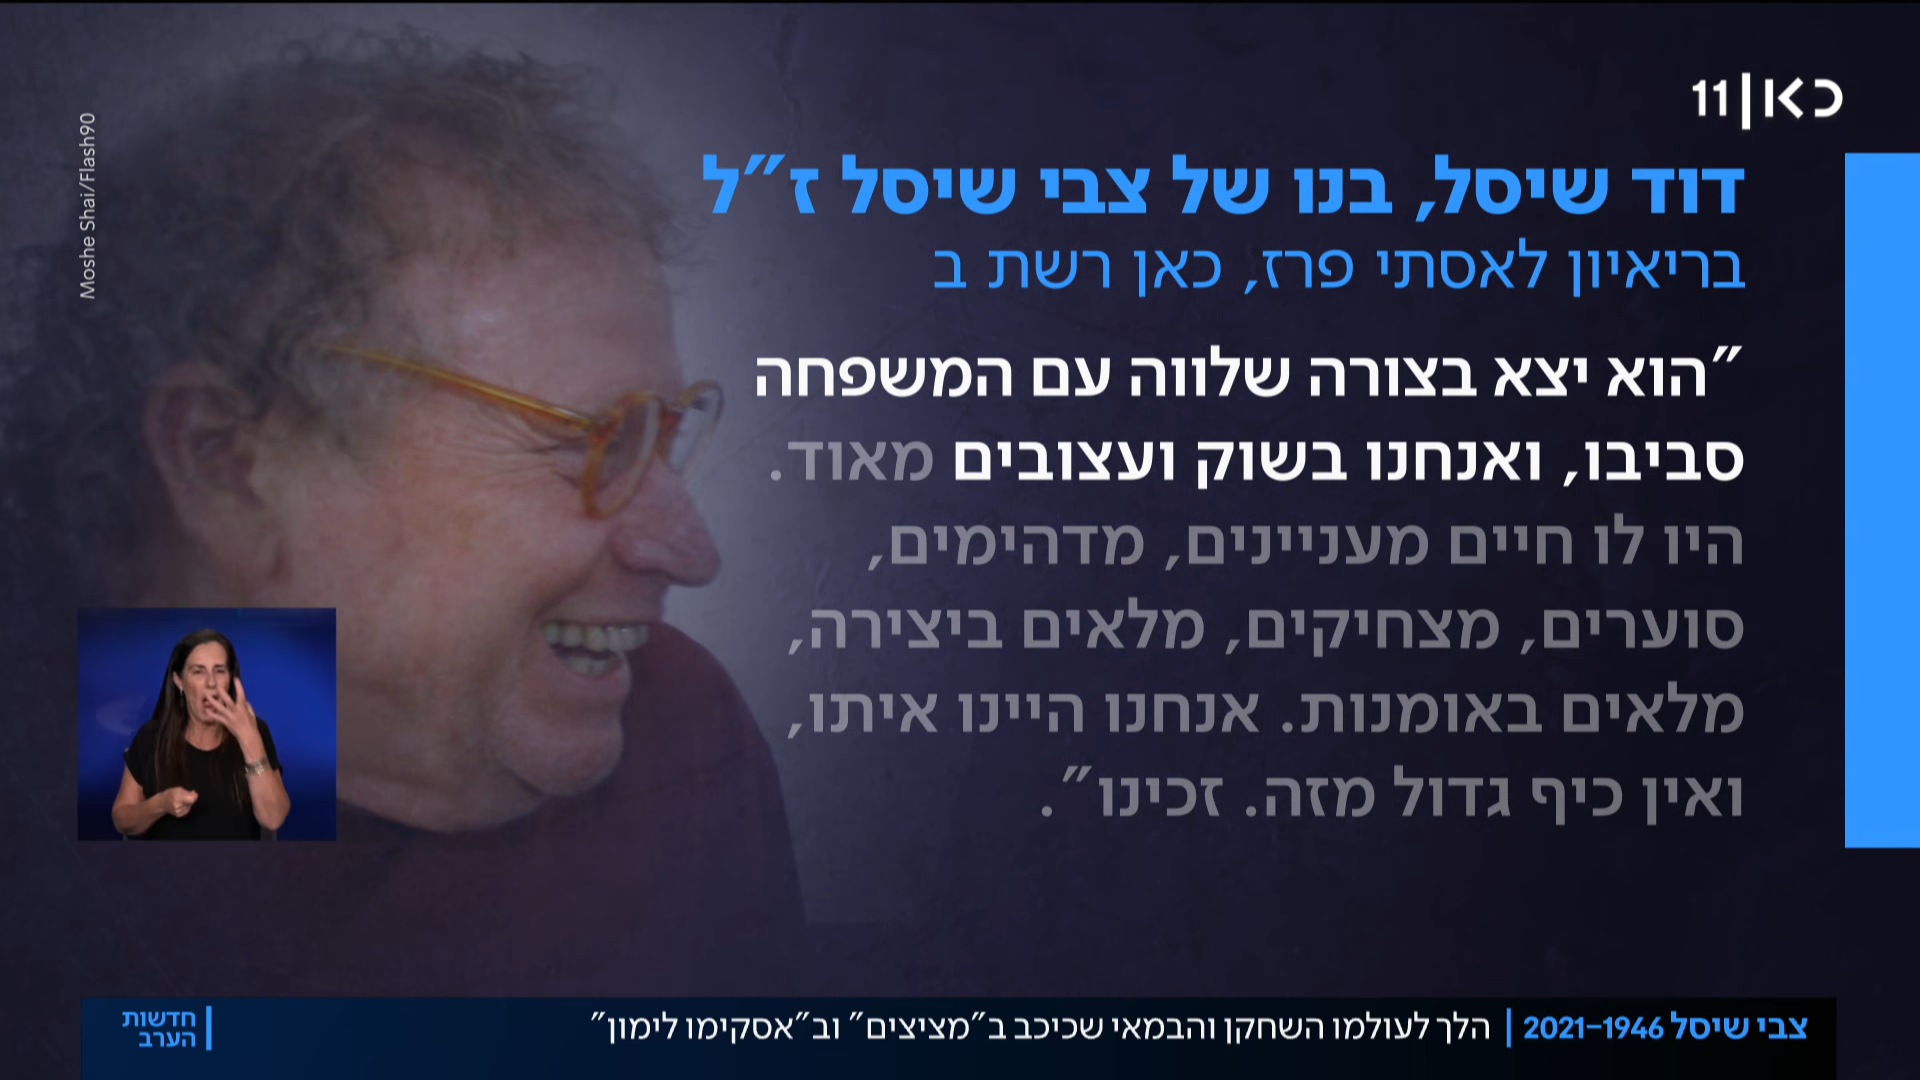 כאן|11
Moshe Shai/Flash90
דוד שיסל, בנו של צבי שיסל ז"ל
בריאיון לאסתי פרז, כאן רשת ב
"הוא יצא בצורה שלווה עם המשפחה
סביבו, ואנחנו בשוק ועצובים מאוד.
היו לו חיים מעניינים, מדהימים,
סוערים, מצחיקים, מלאים ביצירה,
מלאים באומנות. אנחנו היינו איתו,
ואין כיף גדול מזה. זכינו".
צבי שיסל 1946–2021 | הלך לעולמו השחקן והבמאי שכיכב ב"מציצים" וב"אסקימו לימון"
חדשות
הערב